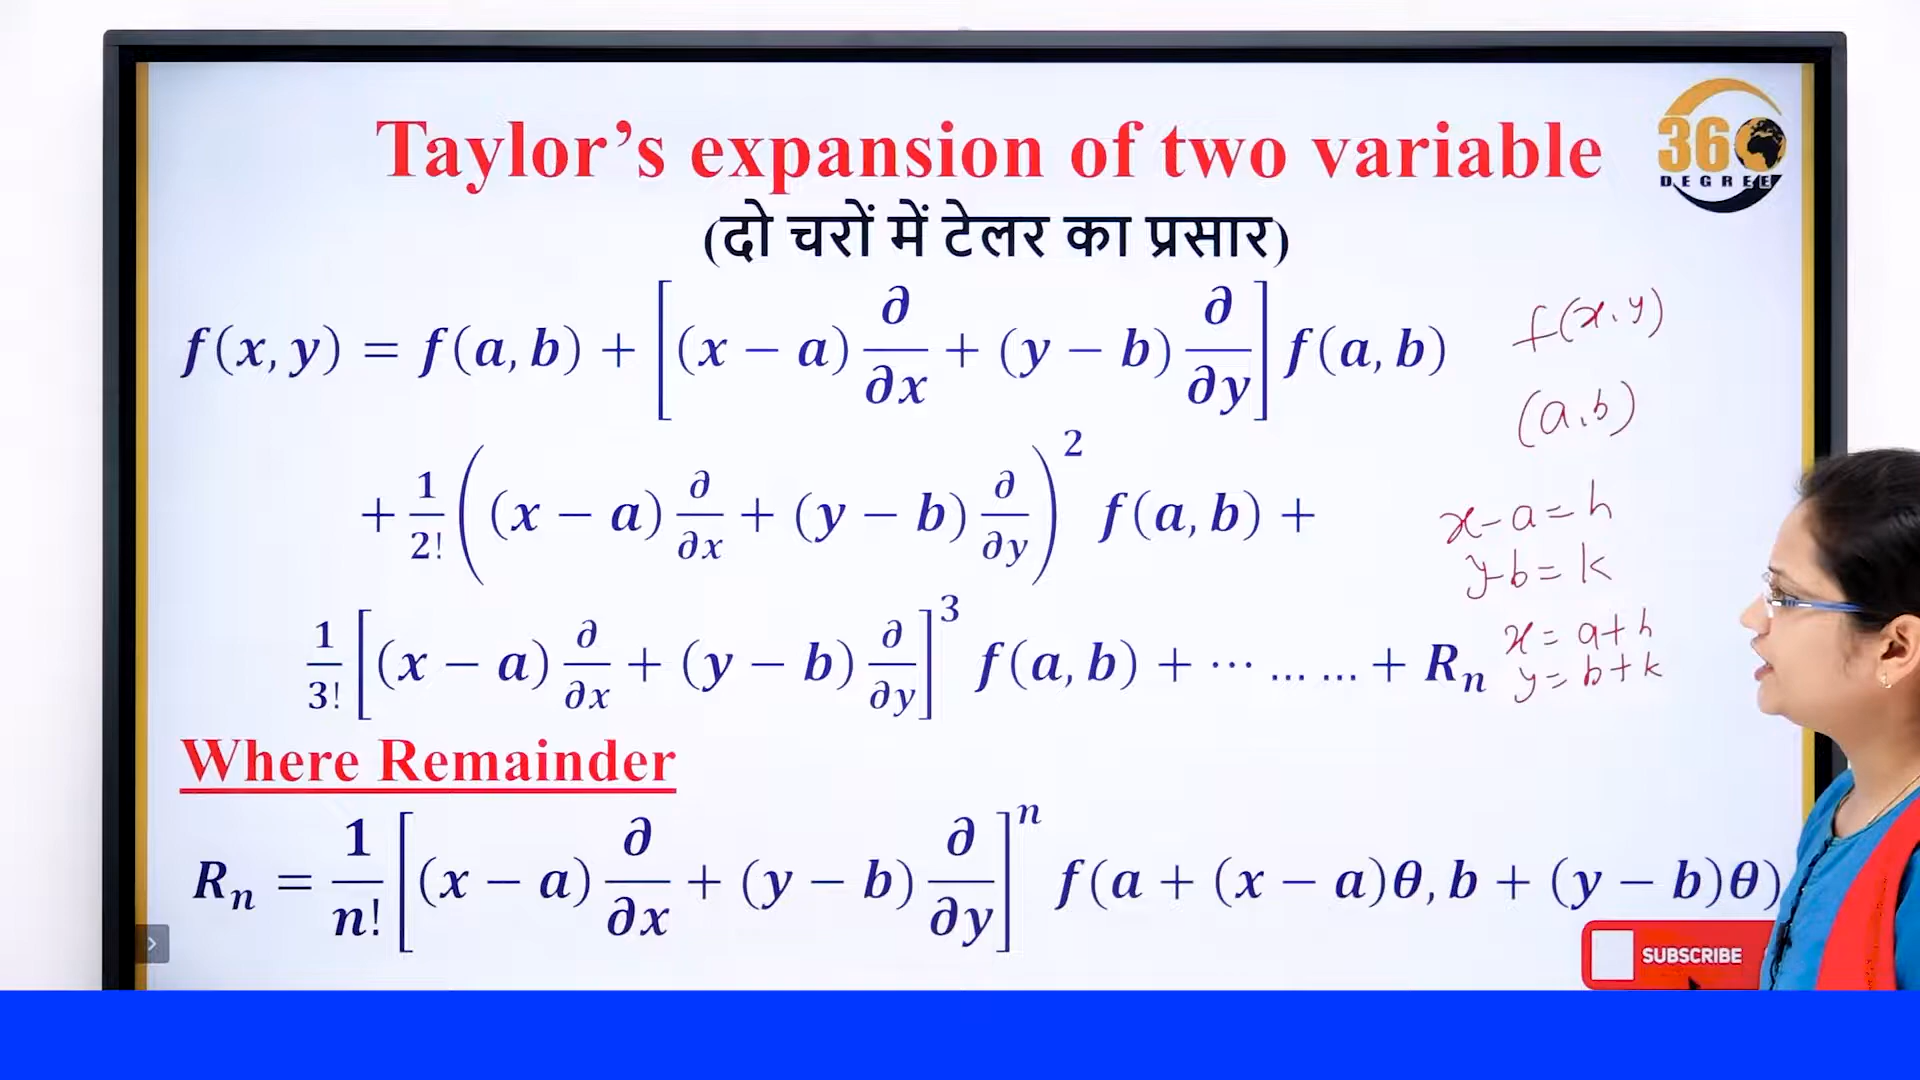 Taylor’s expansion of two variable
360
DEGREE
(दो चरों में टेलर का प्रसार)
f(x, y) = f(a, b) + [(x − a) ∂/∂x + (y − b) ∂/∂y] f(a, b)
f(x, y)
(a, b)
+ 1/2! ((x − a) ∂/∂x + (y − b) ∂/∂y)² f(a, b) +
x - a = h
y - b = k
1/3! [(x − a) ∂/∂x + (y − b) ∂/∂y]³ f(a, b) + ⋯ … … + Rₙ
x = a + h
y = b + k
Where Remainder
Rₙ = 1/n! [(x − a) ∂/∂x + (y − b) ∂/∂y]ⁿ f(a + (x − a)θ, b + (y − b)θ)
SUBSCRIBE